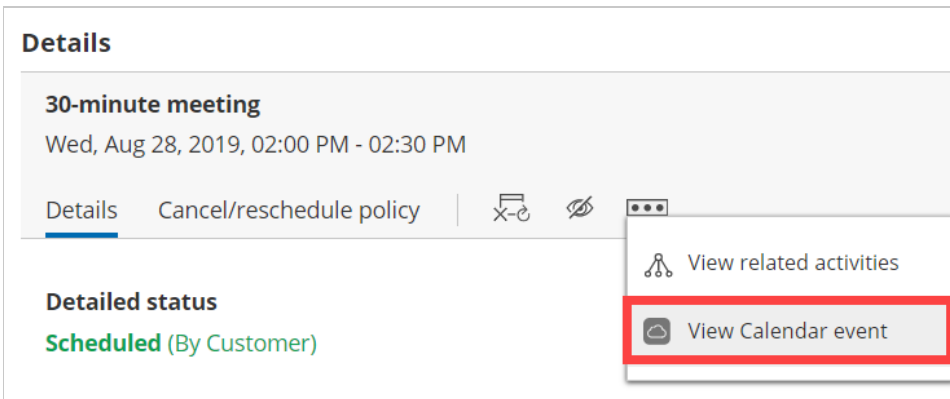 Details
30-minute meeting
Wed, Aug 28, 2019, 02:00 PM - 02:30 PM
Details Cancel/reschedule policy
View related activities
Detailed status
View Calendar event
Scheduled (By Customer)